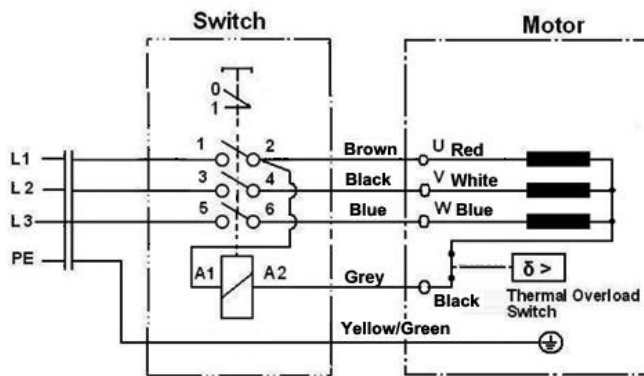 Switch
Motor
0
1
L1
1
2
Brown
U Red
L2
3
4
Black
V White
L3
5
6
Blue
W Blue
PE
A1
A2
Grey
Black
δ >
Thermal Overload
Switch
Yellow/Green